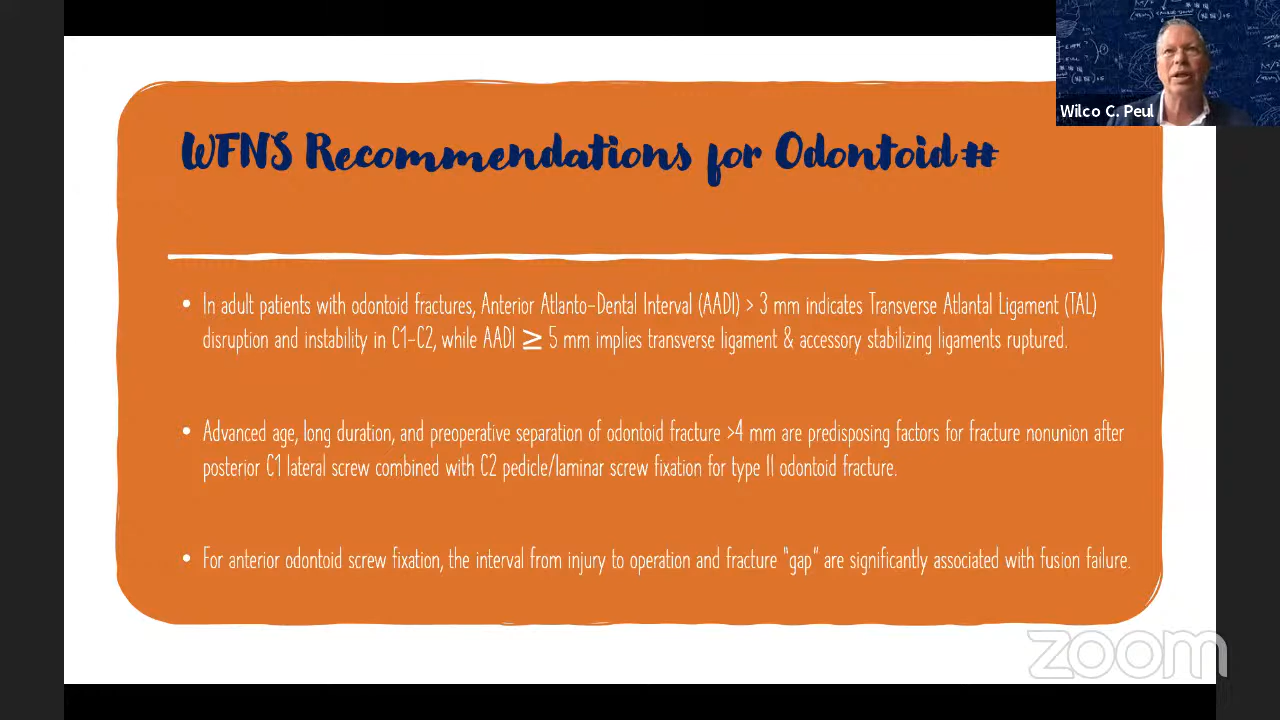 Wilco C. Peul
WFNS Recommendations for Odontoid #
• In adult patients with odontoid fractures, Anterior Atlanto-Dental Interval (AADI) > 3 mm indicates Transverse Atlantal Ligament (TAL)
disruption and instability in C1-C2, while AADI ≥ 5 mm implies transverse ligament & accessory stabilizing ligaments ruptured.
• Advanced age, long duration, and preoperative separation of odontoid fracture >4 mm are predisposing factors for fracture nonunion after
posterior C1 lateral screw combined with C2 pedicle/laminar screw fixation for type II odontoid fracture.
• For anterior odontoid screw fixation, the interval from injury to operation and fracture "gap" are significantly associated with fusion failure.
zoom